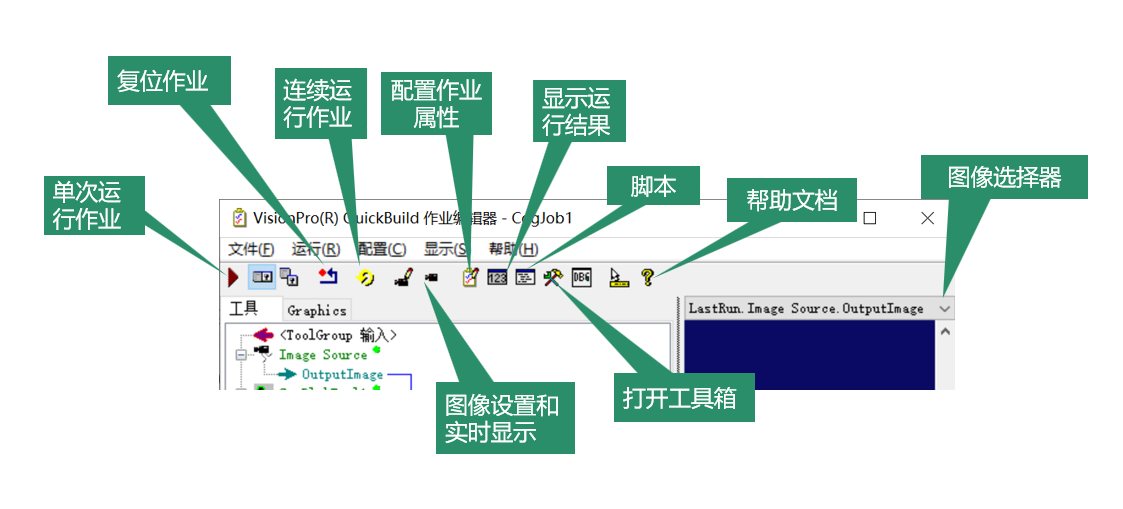 复位作业
连续运
行作业
配置作业
属性
显示运
行结果
脚本
图像选择器
单次运
行作业
帮助文档
VisionPro(R) QuickBuild 作业编辑器 - CogJob1
文件(F) 运行(R) 配置(C) 显示(S 帮助(H)
123
DBG
工具 Graphics
LastRun.Image Source.OutputImage
<ToolGroup 输入>
Image Source
OutputImage
图像设置和
实时显示
打开工具箱